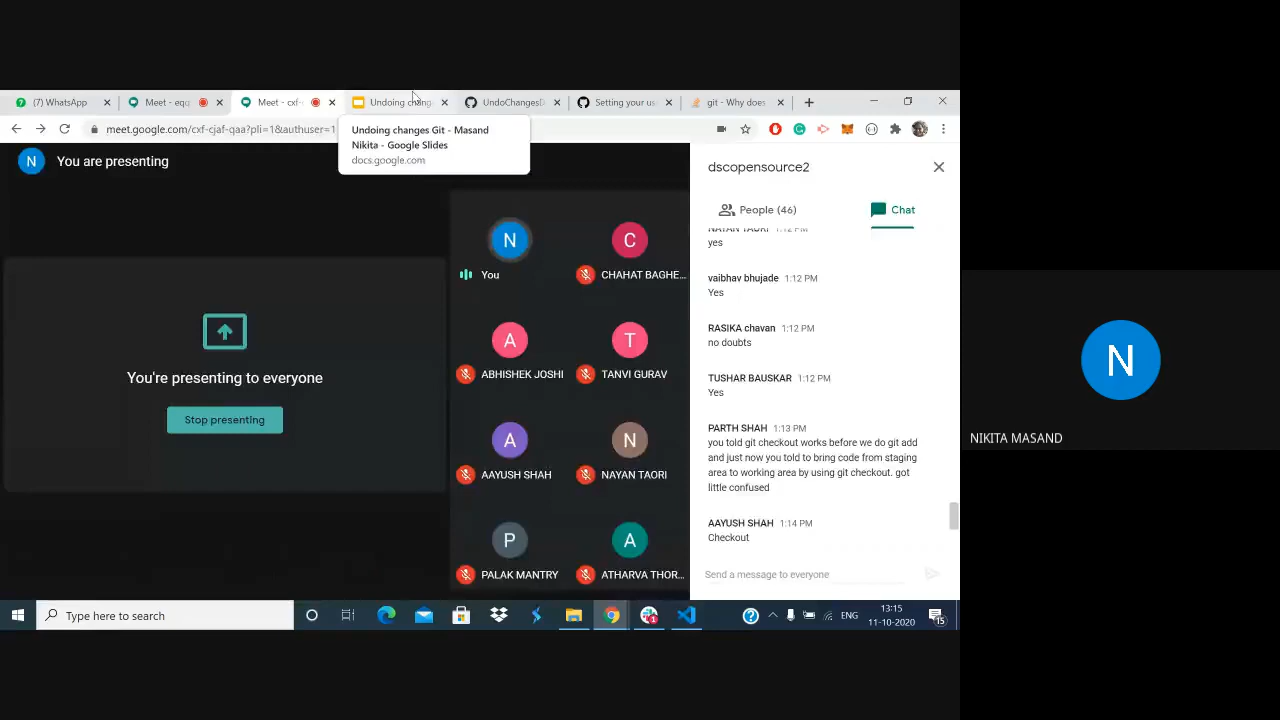 (7) WhatsApp
Meet - eqq
Meet - cxf-
Undoing chang
UndoChangesD
Setting your us
git - Why does
meet.google.com/cxf-cjaf-qaa?pli=1&authuser=1
Undoing changes Git - Masand
Nikita - Google Slides
docs.google.com
N
You are presenting
dscopensource2
People (46)
Chat
NAYAN TAORI 1:12 PM
yes
vaibhav bhujade 1:12 PM
Yes
RASIKA chavan 1:12 PM
no doubts
TUSHAR BAUSKAR 1:12 PM
Yes
PARTH SHAH 1:13 PM
you told git checkout works before we do git add
and just now you told to bring code from staging
area to working area by using git checkout. got
little confused
AAYUSH SHAH 1:14 PM
Checkout
Send a message to everyone
You're presenting to everyone
Stop presenting
N
You
C
CHAHAT BAGHE...
A
ABHISHEK JOSHI
T
TANVI GURAV
A
AAYUSH SHAH
N
NAYAN TAORI
P
PALAK MANTRY
A
ATHARVA THOR...
N
NIKITA MASAND
Type here to search
1
ENG
13:15
11-10-2020
15